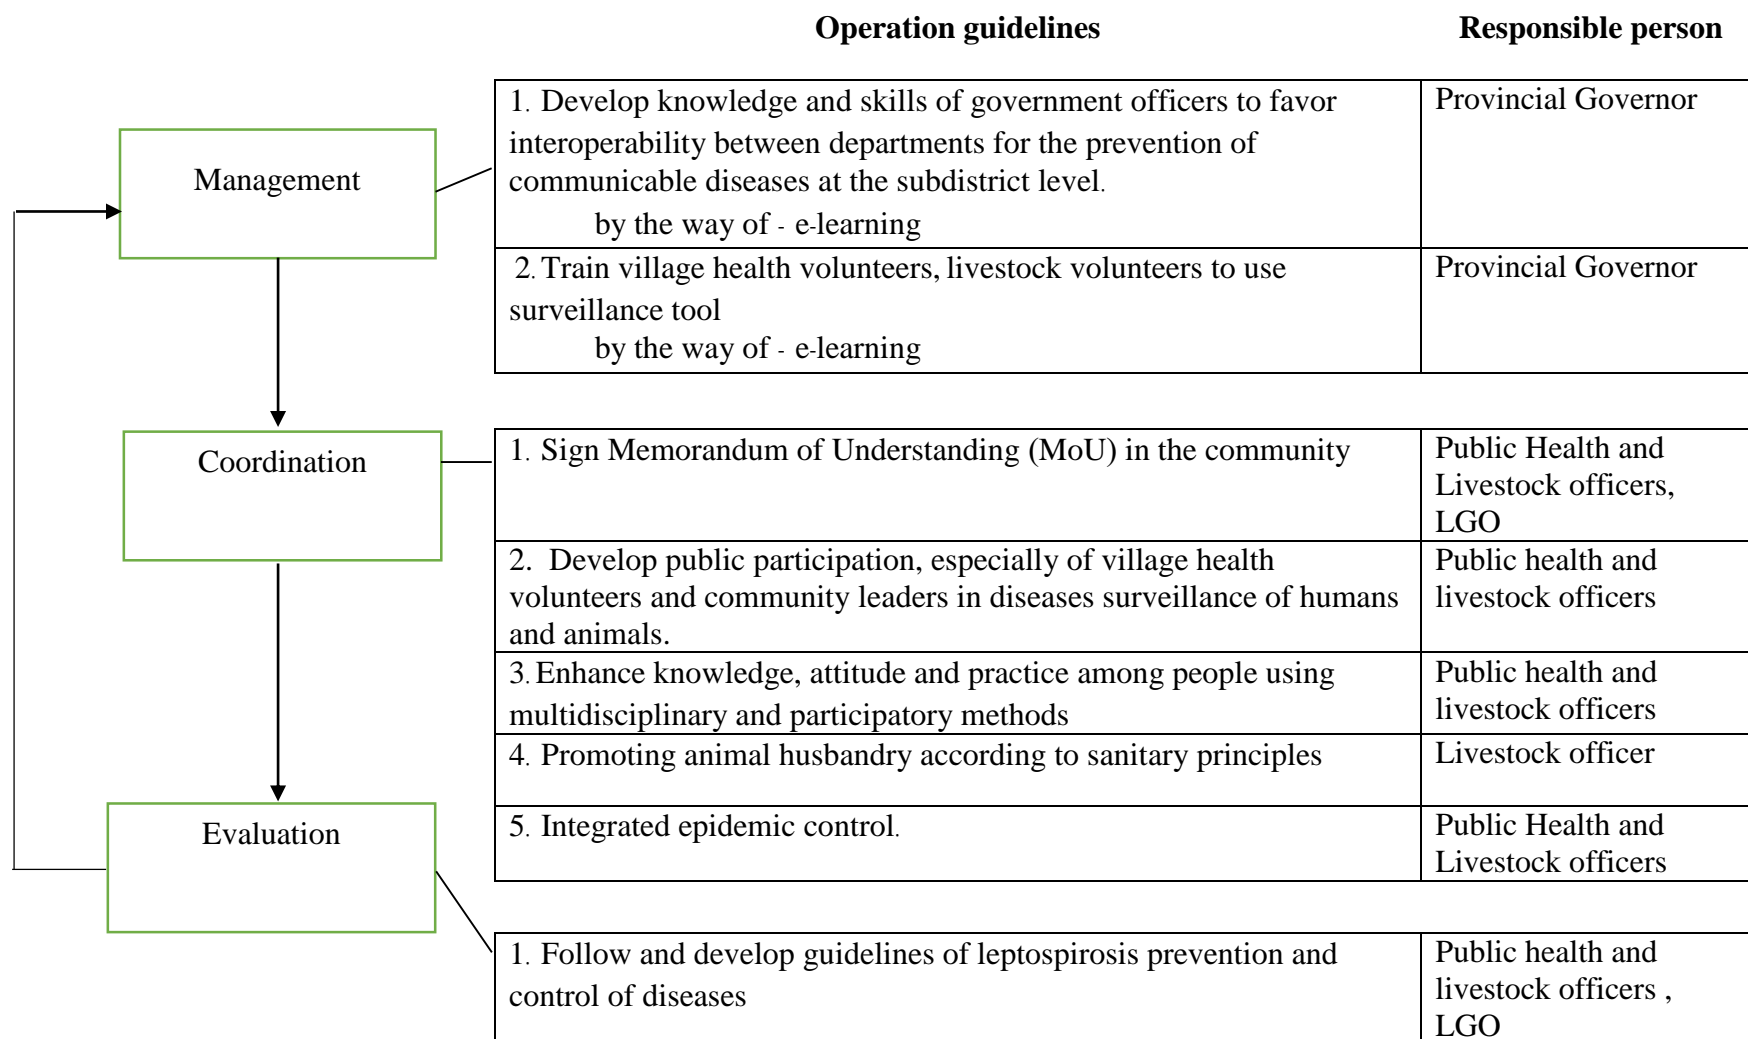 Operation guidelines
Responsible person
Management
1. Develop knowledge and skills of government officers to favor
interoperability between departments for the prevention of
communicable diseases at the subdistrict level.
by the way of - e-learning
Provincial Governor
2. Train village health volunteers, livestock volunteers to use
surveillance tool
by the way of - e-learning
Provincial Governor
Coordination
1. Sign Memorandum of Understanding (MoU) in the community
Public Health and
Livestock officers,
LGO
2. Develop public participation, especially of village health
volunteers and community leaders in diseases surveillance of humans
and animals.
Public health and
livestock officers
3. Enhance knowledge, attitude and practice among people using
multidisciplinary and participatory methods
Public health and
livestock officers
4. Promoting animal husbandry according to sanitary principles
Livestock officer
5. Integrated epidemic control.
Public Health and
Livestock officers
Evaluation
1. Follow and develop guidelines of leptospirosis prevention and
control of diseases
Public health and
livestock officers ,
LGO